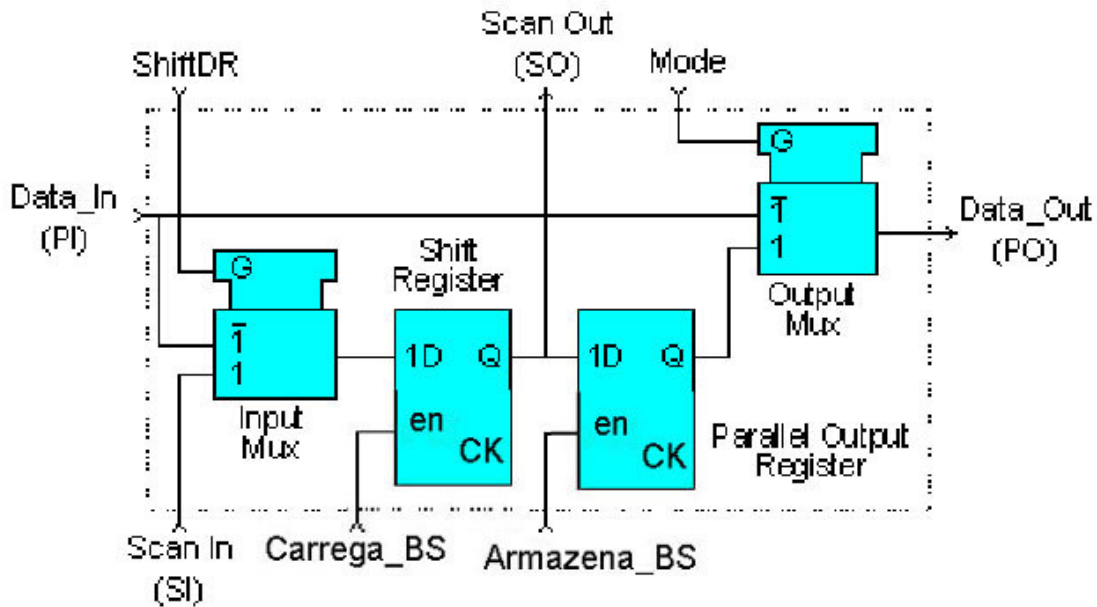 Scan Out
(SO)
ShiftDR
Mode
G
Data_In
(PI)
1̅
1
Data_Out
(PO)
Output
Mux
G
1̅
1
Input
Mux
Shift
Register
1D Q
en
CK
1D Q
en
CK
Parallel Output
Register
Scan In
(SI)
Carrega_BS
Armazena_BS